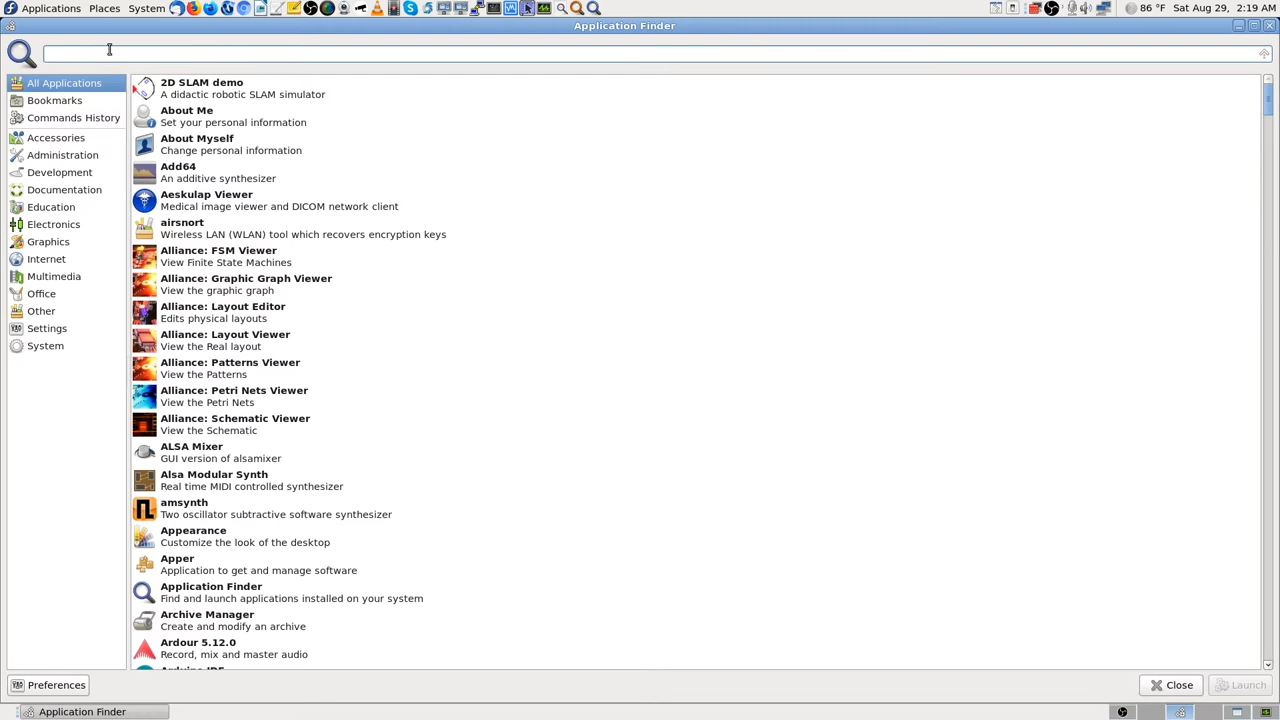 Applications Places System 86 °F Sat Aug 29, 2:19 AM
Application Finder
All Applications
Bookmarks
Commands History
Accessories
Administration
Development
Documentation
Education
Electronics
Graphics
Internet
Multimedia
Office
Other
Settings
System
2D SLAM demo
A didactic robotic SLAM simulator
About Me
Set your personal information
About Myself
Change personal information
Add64
An additive synthesizer
Aeskulap Viewer
Medical image viewer and DICOM network client
airsnort
Wireless LAN (WLAN) tool which recovers encryption keys
Alliance: FSM Viewer
View Finite State Machines
Alliance: Graphic Graph Viewer
View the graphic graph
Alliance: Layout Editor
Edits physical layouts
Alliance: Layout Viewer
View the Real layout
Alliance: Patterns Viewer
View the Patterns
Alliance: Petri Nets Viewer
View the Petri Nets
Alliance: Schematic Viewer
View the Schematic
ALSA Mixer
GUI version of alsamixer
Alsa Modular Synth
Real time MIDI controlled synthesizer
amsynth
Two oscillator subtractive software synthesizer
Appearance
Customize the look of the desktop
Apper
Application to get and manage software
Application Finder
Find and launch applications installed on your system
Archive Manager
Create and modify an archive
Ardour 5.12.0
Record, mix and master audio
Arduino IDE
Preferences Close Launch
Application Finder